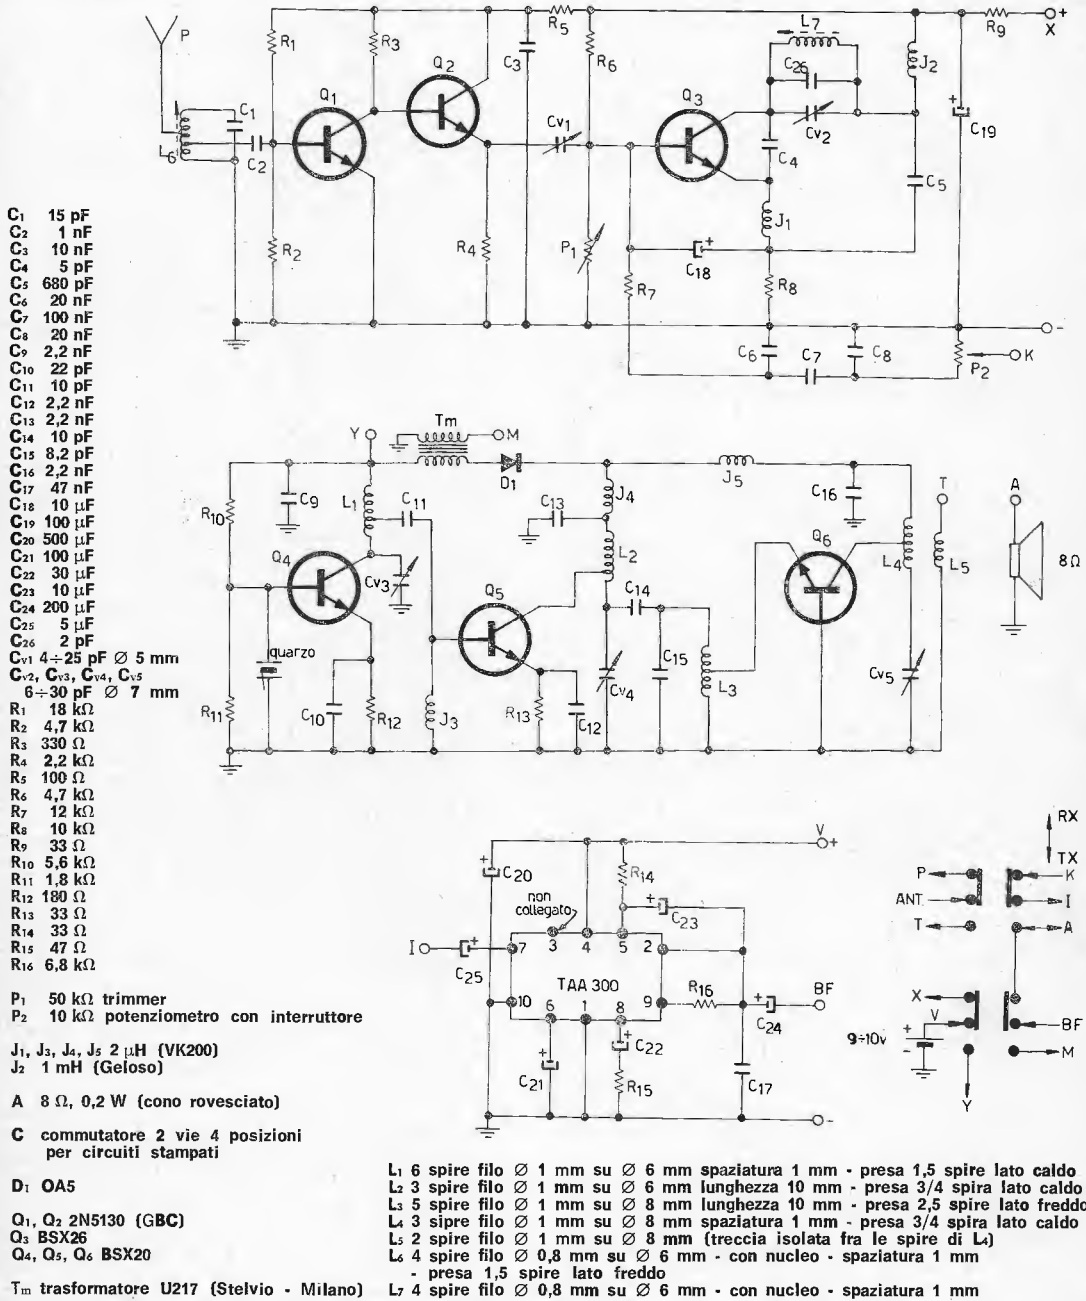 P
L6
C1
C2
R1
R2
R3
Q1
Q2
R4
C3
R5
R6
Cv1
P1
R7
C18
Q3
L7
C26
Cv2
C4
J1
R8
J2
C5
C19
R9
+
X
-
C6
C7
C8
P2
K
C1 15 pF
C2 1 nF
C3 10 nF
C4 5 pF
C5 680 pF
C6 20 nF
C7 100 nF
C8 20 nF
C9 2,2 nF
C10 22 pF
C11 10 pF
C12 2,2 nF
C13 2,2 nF
C14 10 pF
C15 8,2 pF
C16 2,2 nF
C17 47 nF
C18 10 µF
C19 100 µF
C20 500 µF
C21 100 µF
C22 30 µF
C23 10 µF
C24 200 µF
C25 5 µF
C26 2 pF
Cv1 4÷25 pF Ø 5 mm
Cv2, Cv3, Cv4, Cv5
6÷30 pF Ø 7 mm
R1 18 kΩ
R2 4,7 kΩ
R3 330 Ω
R4 2,2 kΩ
R5 100 Ω
R6 4,7 kΩ
R7 12 kΩ
R8 10 kΩ
R9 33 Ω
R10 5,6 kΩ
R11 1,8 kΩ
R12 180 Ω
R13 33 Ω
R14 33 Ω
R15 47 Ω
R16 6,8 kΩ
P1 50 kΩ trimmer
P2 10 kΩ potenziometro con interruttore
J1, J3, J4, J5 2 µH (VK200)
J2 1 mH (Geloso)
A 8 Ω, 0,2 W (cono rovesciato)
C commutatore 2 vie 4 posizioni
per circuiti stampati
D1 OA5
Q1, Q2 2N5130 (GBC)
Q3 BSX26
Q4, Q5, Q6 BSX20
Tm trasformatore U217 (Stelvio - Milano)
Y
Tm
M
D1
R10
C9
L1
C11
Q4
Cv3
quarzo
R11
C10
R12
J3
Q5
R13
C12
C13
J4
L2
C14
Cv4
C15
L3
J5
Q6
C16
L4
T
L5
Cv5
A
8 Ω
V
+
C20
R14
non
collegato
C23
3
4
5
2
I
C25
7
10
TAA 300
9
6
1
8
R16
C24
BF
C21
C22
R15
C17
-
RX
TX
P
K
ANT.
I
T
A
X
V
BF
9÷10v
+
-
M
Y
L1 6 spire filo Ø 1 mm su Ø 6 mm spaziatura 1 mm - presa 1,5 spire lato caldo
L2 3 spire filo Ø 1 mm su Ø 6 mm lunghezza 10 mm - presa 3/4 spira lato caldo
L3 5 spire filo Ø 1 mm su Ø 8 mm lunghezza 10 mm - presa 2,5 spire lato freddo
L4 3 sipre filo Ø 1 mm su Ø 8 mm spaziatura 1 mm - presa 3/4 spira lato caldo
L5 2 spire filo Ø 1 mm su Ø 8 mm (treccia isolata fra le spire di L4)
L6 4 spire filo Ø 0,8 mm su Ø 6 mm - con nucleo - spaziatura 1 mm
- presa 1,5 spire lato freddo
L7 4 spire filo Ø 0,8 mm su Ø 6 mm - con nucleo - spaziatura 1 mm